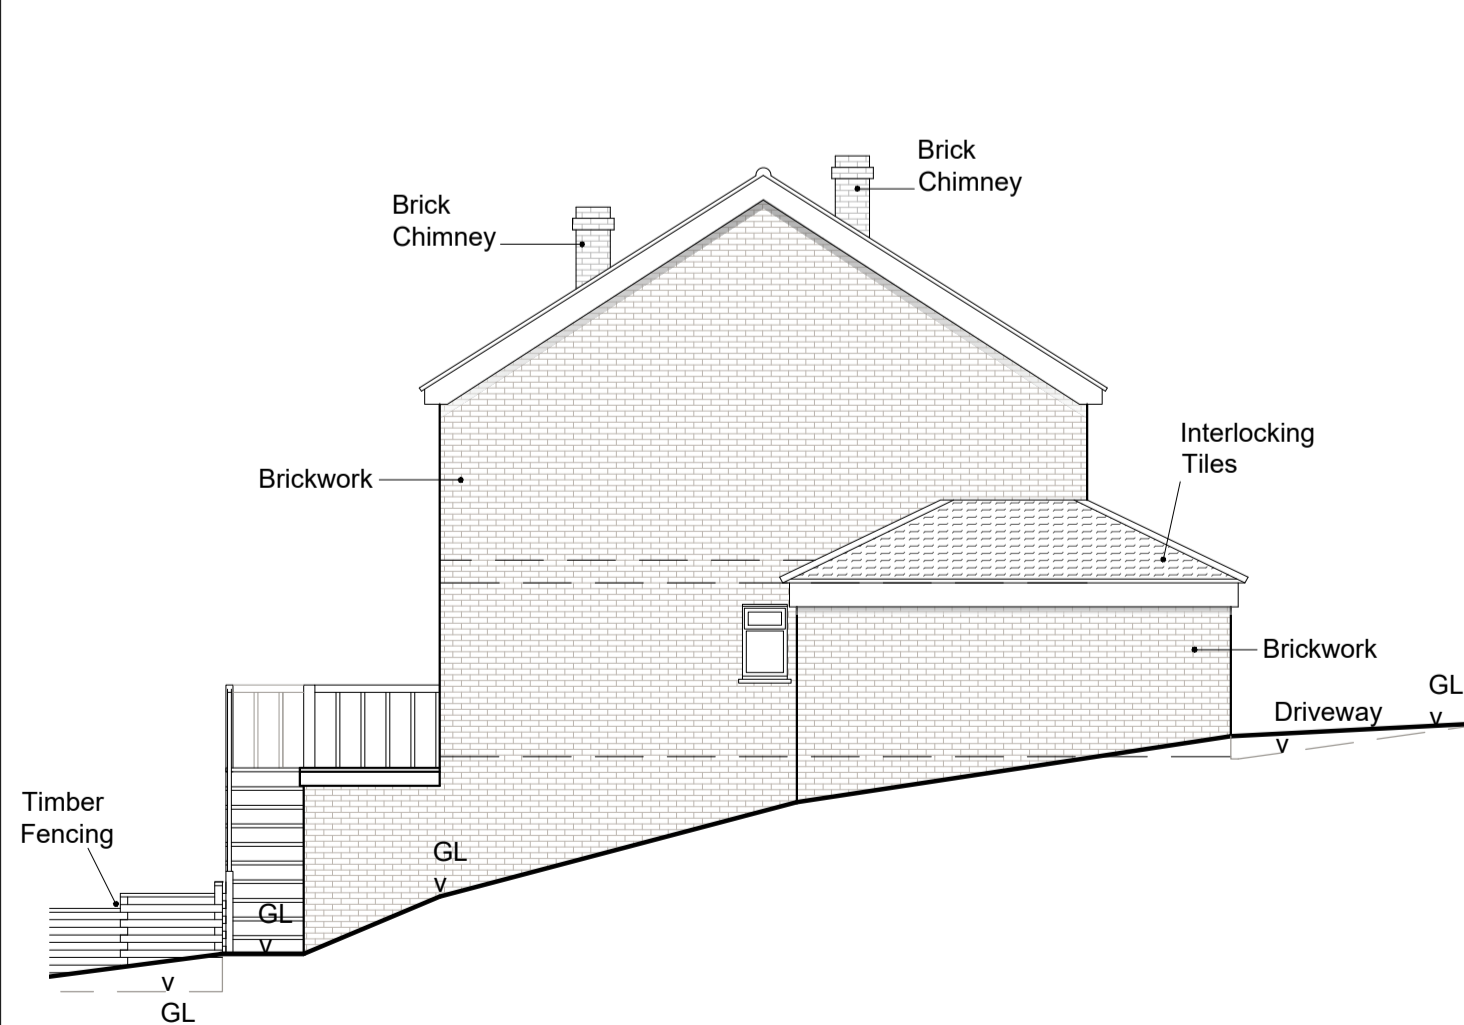 Brick
Chimney
Brick
Chimney
Interlocking
Tiles
Brickwork
Brickwork
GL
v
Driveway
v
Timber
Fencing
GL
v
GL
v
v
GL